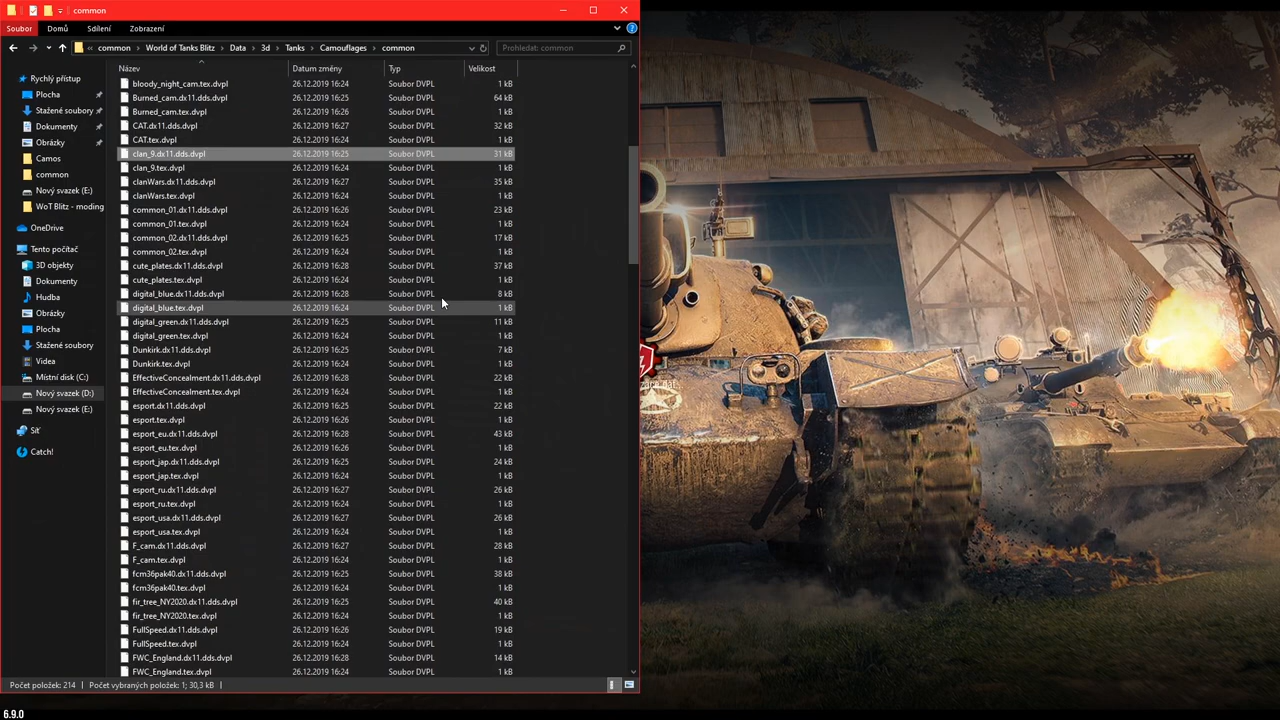 common
Soubor Domů Sdílení Zobrazení
« common › World of Tanks Blitz › Data › 3d › Tanks › Camouflages › common
Prohledat: common
Rychlý přístup
Plocha
Stažené soubory
Dokumenty
Obrázky
Camos
common
Nový svazek (E:)
WoT Blitz - moding
OneDrive
Tento počítač
3D objekty
Dokumenty
Hudba
Obrázky
Plocha
Stažené soubory
Videa
Místní disk (C:)
Nový svazek (D:)
Nový svazek (E:)
Síť
Catch!
Název Datum změny Typ Velikost
bloody_night_cam.tex.dvpl 26.12.2019 16:24 Soubor DVPL 1 kB
Burned_cam.dx11.dds.dvpl 26.12.2019 16:25 Soubor DVPL 64 kB
Burned_cam.tex.dvpl 26.12.2019 16:26 Soubor DVPL 1 kB
CAT.dx11.dds.dvpl 26.12.2019 16:27 Soubor DVPL 32 kB
CAT.tex.dvpl 26.12.2019 16:24 Soubor DVPL 1 kB
clan_9.dx11.dds.dvpl 26.12.2019 16:25 Soubor DVPL 31 kB
clan_9.tex.dvpl 26.12.2019 16:24 Soubor DVPL 1 kB
clanWars.dx11.dds.dvpl 26.12.2019 16:27 Soubor DVPL 35 kB
clanWars.tex.dvpl 26.12.2019 16:24 Soubor DVPL 1 kB
common_01.dx11.dds.dvpl 26.12.2019 16:26 Soubor DVPL 23 kB
common_01.tex.dvpl 26.12.2019 16:24 Soubor DVPL 1 kB
common_02.dx11.dds.dvpl 26.12.2019 16:25 Soubor DVPL 17 kB
common_02.tex.dvpl 26.12.2019 16:24 Soubor DVPL 1 kB
cute_plates.dx11.dds.dvpl 26.12.2019 16:28 Soubor DVPL 37 kB
cute_plates.tex.dvpl 26.12.2019 16:24 Soubor DVPL 1 kB
digital_blue.dx11.dds.dvpl 26.12.2019 16:28 Soubor DVPL 8 kB
digital_blue.tex.dvpl 26.12.2019 16:24 Soubor DVPL 1 kB
digital_green.dx11.dds.dvpl 26.12.2019 16:25 Soubor DVPL 11 kB
digital_green.tex.dvpl 26.12.2019 16:24 Soubor DVPL 1 kB
Dunkirk.dx11.dds.dvpl 26.12.2019 16:25 Soubor DVPL 7 kB
Dunkirk.tex.dvpl 26.12.2019 16:24 Soubor DVPL 1 kB
EffectiveConcealment.dx11.dds.dvpl 26.12.2019 16:28 Soubor DVPL 22 kB
EffectiveConcealment.tex.dvpl 26.12.2019 16:24 Soubor DVPL 1 kB
esport.dx11.dds.dvpl 26.12.2019 16:25 Soubor DVPL 22 kB
esport.tex.dvpl 26.12.2019 16:26 Soubor DVPL 1 kB
esport_eu.dx11.dds.dvpl 26.12.2019 16:28 Soubor DVPL 43 kB
esport_eu.tex.dvpl 26.12.2019 16:26 Soubor DVPL 1 kB
esport_jap.dx11.dds.dvpl 26.12.2019 16:25 Soubor DVPL 24 kB
esport_jap.tex.dvpl 26.12.2019 16:24 Soubor DVPL 1 kB
esport_ru.dx11.dds.dvpl 26.12.2019 16:27 Soubor DVPL 26 kB
esport_ru.tex.dvpl 26.12.2019 16:24 Soubor DVPL 1 kB
esport_usa.dx11.dds.dvpl 26.12.2019 16:27 Soubor DVPL 26 kB
esport_usa.tex.dvpl 26.12.2019 16:24 Soubor DVPL 1 kB
F_cam.dx11.dds.dvpl 26.12.2019 16:27 Soubor DVPL 28 kB
F_cam.tex.dvpl 26.12.2019 16:24 Soubor DVPL 1 kB
fcm36pak40.dx11.dds.dvpl 26.12.2019 16:25 Soubor DVPL 38 kB
fcm36pak40.tex.dvpl 26.12.2019 16:24 Soubor DVPL 1 kB
fir_tree_NY2020.dx11.dds.dvpl 26.12.2019 16:25 Soubor DVPL 40 kB
fir_tree_NY2020.tex.dvpl 26.12.2019 16:24 Soubor DVPL 1 kB
FullSpeed.dx11.dds.dvpl 26.12.2019 16:26 Soubor DVPL 19 kB
FullSpeed.tex.dvpl 26.12.2019 16:24 Soubor DVPL 1 kB
FWC_England.dx11.dds.dvpl 26.12.2019 16:28 Soubor DVPL 14 kB
FWC_England.tex.dvpl 26.12.2019 16:24 Soubor DVPL 1 kB
Počet položek: 214 Počet vybraných položek: 1; 30,3 kB
6.9.0